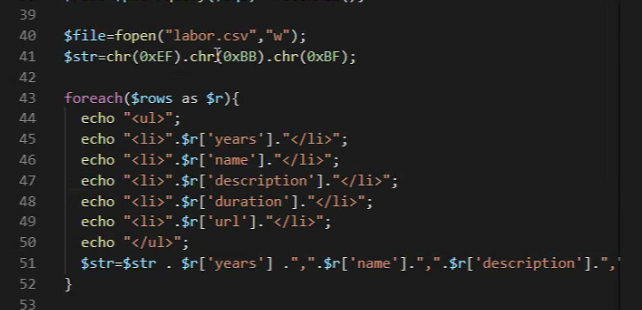 39
40 $file=fopen("labor.csv","w");
41 $str=chr(0xEF).chr(0xBB).chr(0xBF);
42
43 foreach($rows as $r){
44 echo "<ul>";
45 echo "<li>".$r['years']."</li>";
46 echo "<li>".$r['name']."</li>";
47 echo "<li>".$r['description']."</li>";
48 echo "<li>".$r['duration']."</li>";
49 echo "<li>".$r['url']."</li>";
50 echo "</ul>";
51 $str=$str . $r['years'] .",".$r['name'].",".$r['description'].",'
52 }
53